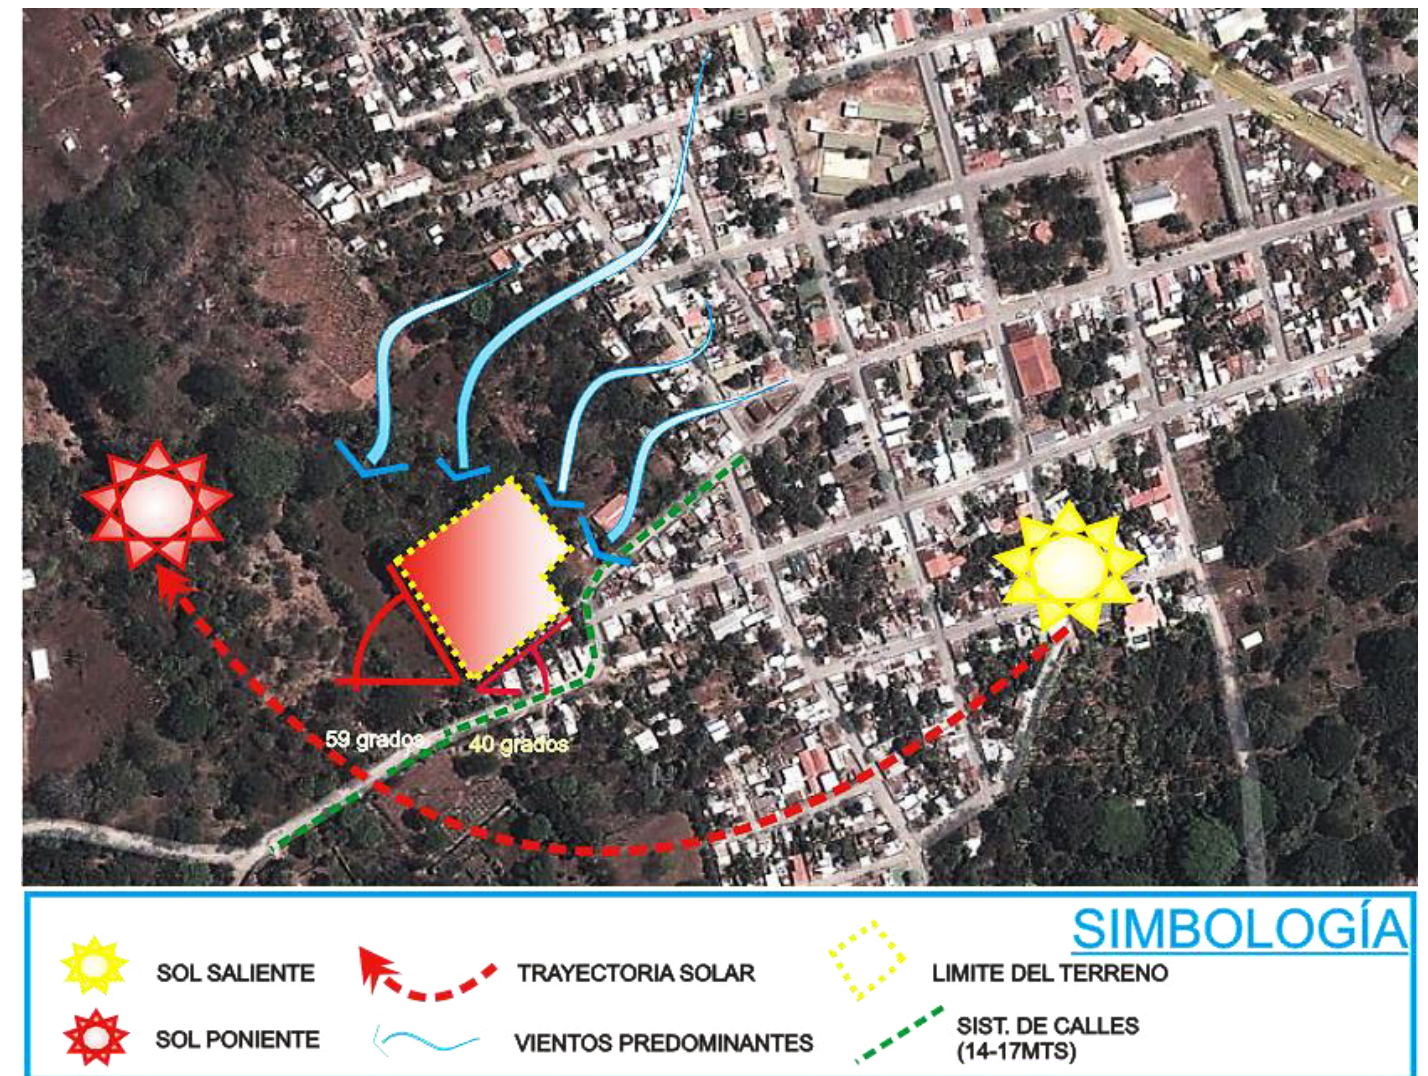 59 grados
40 grados
SIMBOLOGÍA
SOL SALIENTE
TRAYECTORIA SOLAR
LIMITE DEL TERRENO
SOL PONIENTE
VIENTOS PREDOMINANTES
SIST. DE CALLES
(14-17MTS)